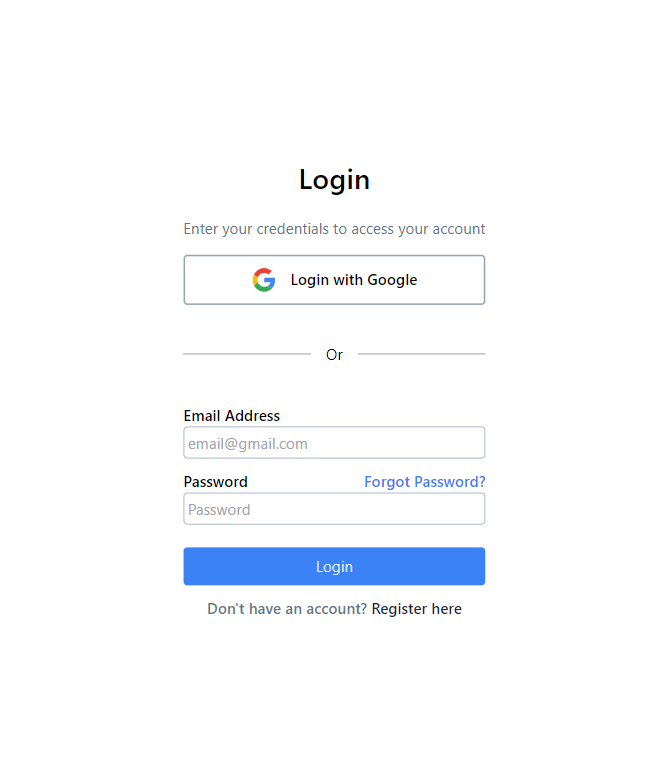 Login
Enter your credentials to access your account
Login with Google
Or
Email Address
email@gmail.com
Password Forgot Password?
Password
Login
Don't have an account? Register here